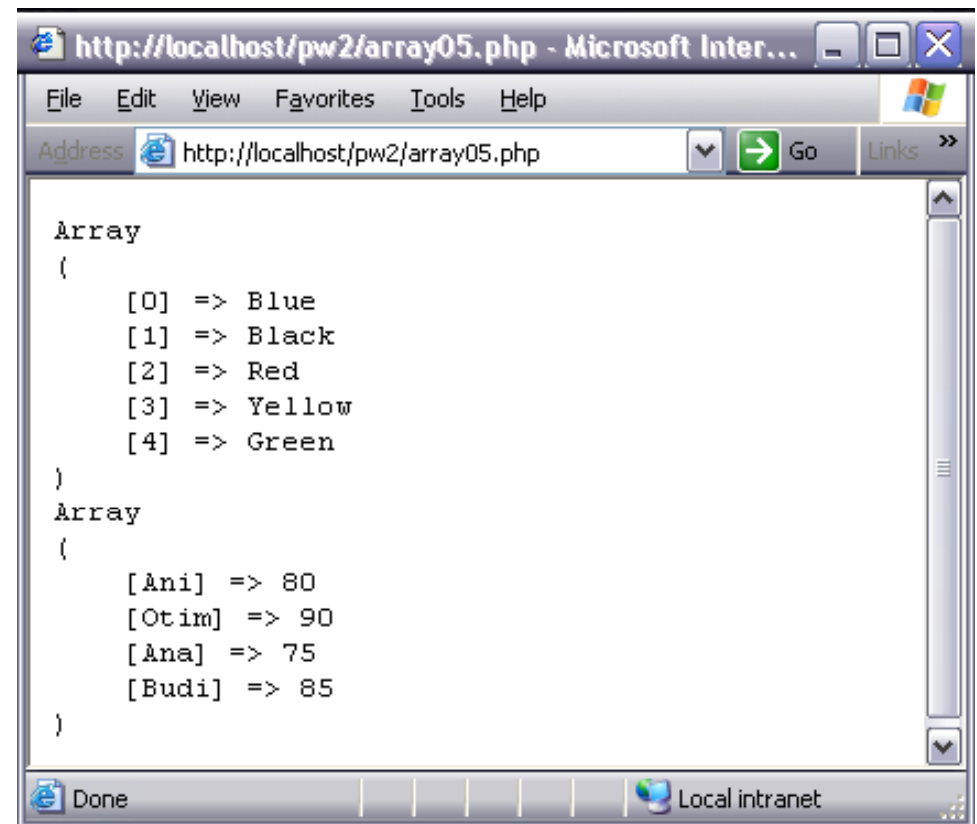 http://localhost/pw2/array05.php - Microsoft Inter...
File Edit View Favorites Tools Help
Address http://localhost/pw2/array05.php Go Links »
Array
(
    [0] => Blue
    [1] => Black
    [2] => Red
    [3] => Yellow
    [4] => Green
)
Array
(
    [Ani] => 80
    [Otim] => 90
    [Ana] => 75
    [Budi] => 85
)
Done Local intranet